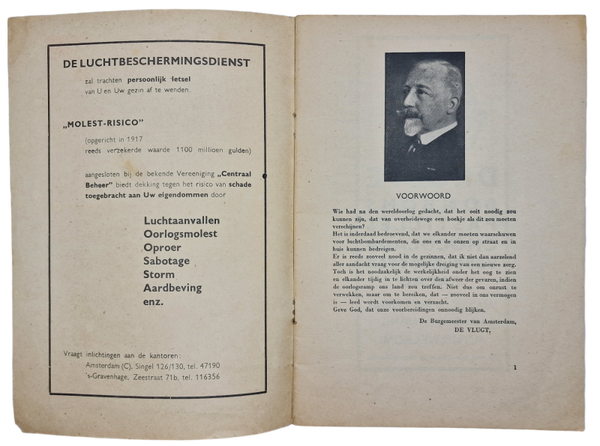 DE LUCHTBESCHERMINGSDIENST
zal trachten persoonlijk letsel
van U en Uw gezin af te wenden.
„MOLEST-RISICO”
(opgericht in 1917
reeds verzekerde waarde 1100 millioen gulden)
aangesloten bij de bekende Vereeniging „Centraal
Beheer” biedt dekking tegen het risico van schade
toegebracht aan Uw eigendommen door
Luchtaanvallen
Oorlogsmolest
Oproer
Sabotage
Storm
Aardbeving
enz.
Vraagt inlichtingen aan de kantoren:
Amsterdam (C), Singel 126/130, tel. 47190
's-Gravenhage, Zeestraat 71b, tel. 116356
VOORWOORD
Wie had na den wereldoorlog gedacht, dat het ooit noodig zou
kunnen zijn, dat van overheidswege een boekje als dit zou moeten
verschijnen?
Het is inderdaad bedroevend, dat we elkander moeten waarschuwen
voor luchtbombardementen, die ons en de onzen op straat en in
huis kunnen bedreigen.
Er is reeds zooveel nood in de gezinnen, dat ik niet dan aarzelend
alle aandacht vraag voor de mogelijke dreiging van een nieuwe zorg.
Toch is het noodzakelijk de werkelijkheid onder het oog te zien
en elkander tijdig in te lichten over den afweer der gevaren, indien
de oorlogsramp ons land zou treffen. Niet dus om onrust te
verwekken, maar om te bereiken, dat — zooveel in ons vermogen
is — leed wordt voorkomen en verzacht.
Geve God, dat onze voorbereidingen onnoodig blijken.
De Burgemeester van Amsterdam,
DE VLUGT,
1